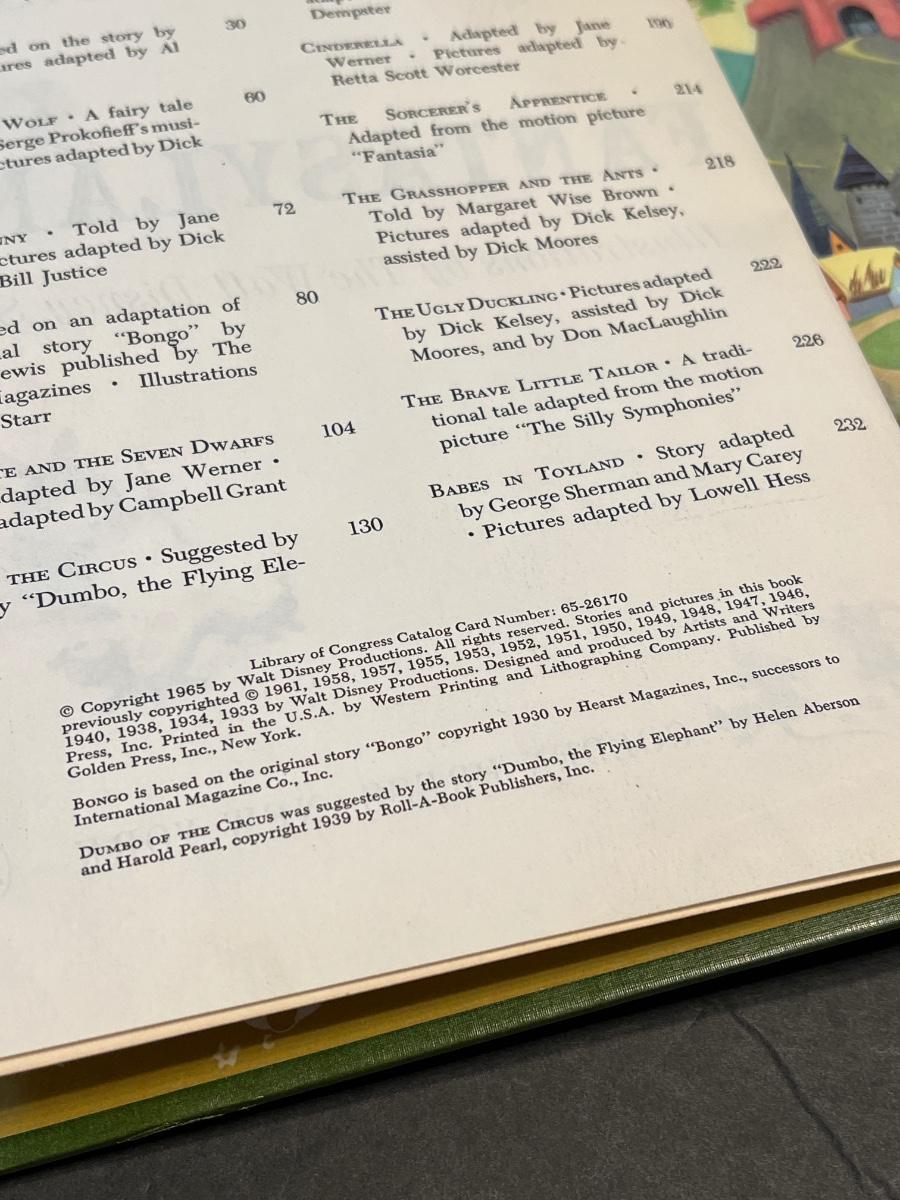 ed on the story by 30
ures adapted by Al
Wolf • A fairy tale 60
Serge Prokofieff's musi-
ctures adapted by Dick
nny • Told by Jane 72
ctures adapted by Dick
Bill Justice
ed on an adaptation of 80
al story "Bongo" by
ewis published by The
agazines • Illustrations
Starr
te and the Seven Dwarfs 104
dapted by Jane Werner •
adapted by Campbell Grant
the Circus • Suggested by 130
y "Dumbo, the Flying Ele-
Dempster
Cinderella • Adapted by Jane 190
Werner • Pictures adapted by
Retta Scott Worcester
The Sorcerer's Apprentice • 214
Adapted from the motion picture
"Fantasia"
The Grasshopper and the Ants • 218
Told by Margaret Wise Brown •
Pictures adapted by Dick Kelsey,
assisted by Dick Moores
The Ugly Duckling • Pictures adapted 222
by Dick Kelsey, assisted by Dick
Moores, and by Don MacLaughlin
The Brave Little Tailor • A tradi- 226
tional tale adapted from the motion
picture "The Silly Symphonies"
Babes in Toyland • Story adapted 232
by George Sherman and Mary Carey
• Pictures adapted by Lowell Hess
Library of Congress Catalog Card Number: 65-26170
© Copyright 1965 by Walt Disney Productions. All rights reserved. Stories and pictures in this book
previously copyrighted © 1961, 1958, 1957, 1955, 1953, 1952, 1951, 1950, 1949, 1948, 1947, 1946,
1940, 1938, 1934, 1933 by Walt Disney Productions. Designed and produced by Artists and Writers
Press, Inc. Printed in the U.S.A. by Western Printing and Lithographing Company. Published by
Golden Press, Inc., New York.
Bongo is based on the original story "Bongo" copyright 1930 by Hearst Magazines, Inc., successors to
International Magazine Co., Inc.
Dumbo of the Circus was suggested by the story "Dumbo, the Flying Elephant" by Helen Aberson
and Harold Pearl, copyright 1939 by Roll-A-Book Publishers, Inc.